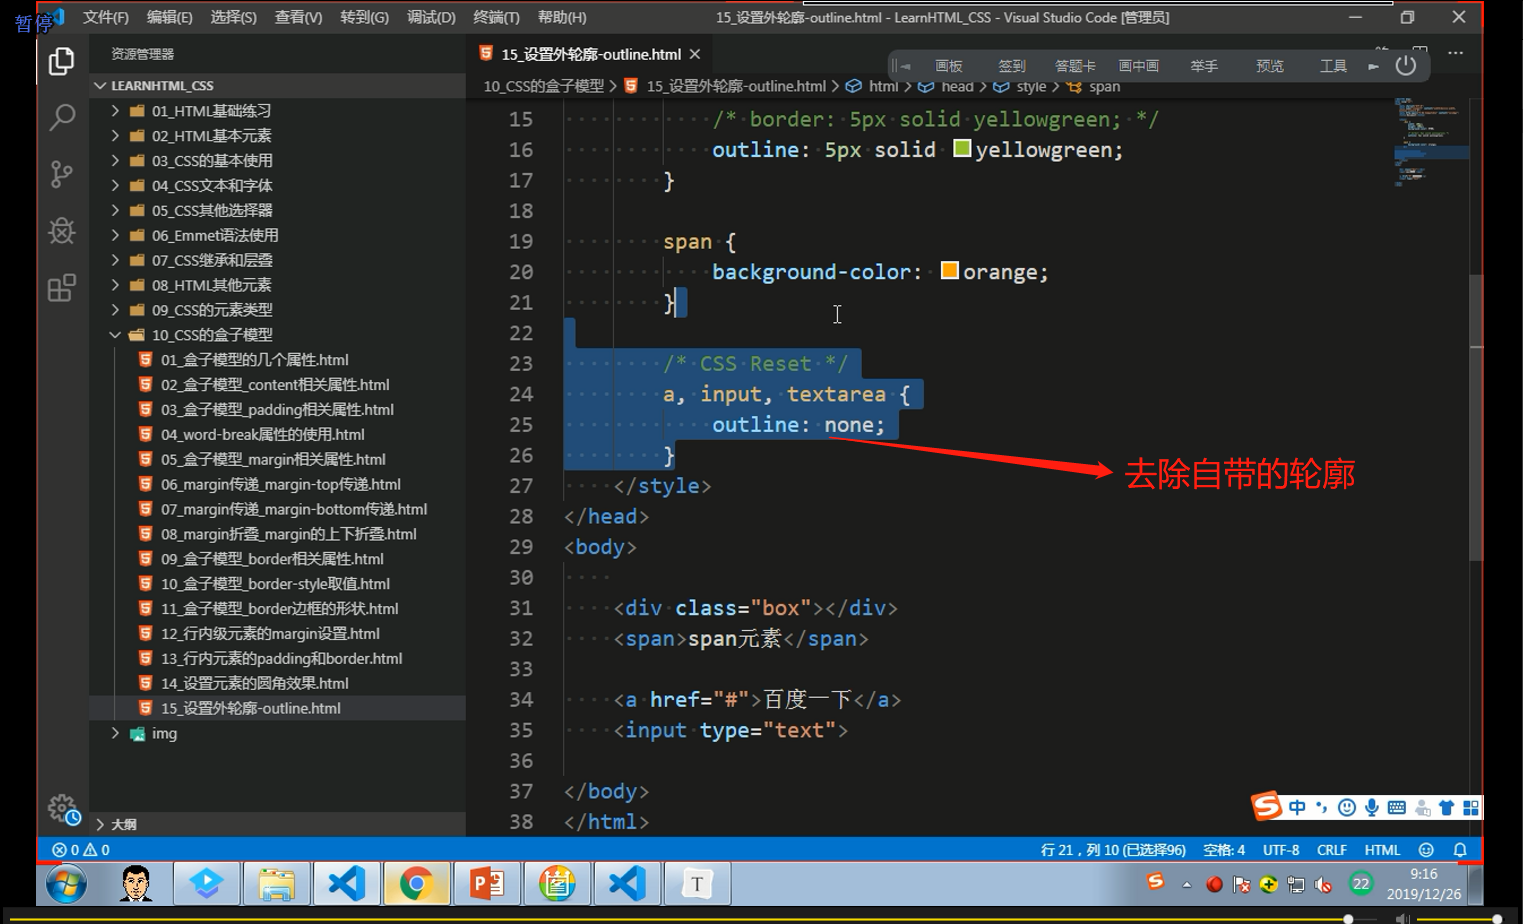 暂停
文件(F) 编辑(E) 选择(S) 查看(V) 转到(G) 调试(D) 终端(T) 帮助(H) 15_设置外轮廓-outline.html - LearnHTML_CSS - Visual Studio Code [管理员]
资源管理器
15_设置外轮廓-outline.html
画板 签到 答题卡 画中画 举手 预览 工具
LEARNHTML_CSS
10_CSS的盒子模型 > 15_设置外轮廓-outline.html > html > head > style > span
01_HTML基础练习
02_HTML基本元素
03_CSS的基本使用
04_CSS文本和字体
05_CSS其他选择器
06_Emmet语法使用
07_CSS继承和层叠
08_HTML其他元素
09_CSS的元素类型
10_CSS的盒子模型
01_盒子模型的几个属性.html
02_盒子模型_content相关属性.html
03_盒子模型_padding相关属性.html
04_word-break属性的使用.html
05_盒子模型_margin相关属性.html
06_margin传递_margin-top传递.html
07_margin传递_margin-bottom传递.html
08_margin折叠_margin的上下折叠.html
09_盒子模型_border相关属性.html
10_盒子模型_border-style取值.html
11_盒子模型_border边框的形状.html
12_行内级元素的margin设置.html
13_行内元素的padding和border.html
14_设置元素的圆角效果.html
15_设置外轮廓-outline.html
img
大纲
15 /* border: 5px solid yellowgreen; */
16 outline: 5px solid yellowgreen;
17 }
18
19 span {
20 background-color: orange;
21 }
22
23 /* CSS Reset */
24 a, input, textarea {
25 outline: none;
26 }
去除自带的轮廓
27 </style>
28 </head>
29 <body>
30
31 <div class="box"></div>
32 <span>span元素</span>
33
34 <a href="#">百度一下</a>
35 <input type="text">
36
37 </body>
38 </html>
中
0 0 行 21，列 10 (已选择96) 空格: 4 UTF-8 CRLF HTML
T
22
9:16
2019/12/26